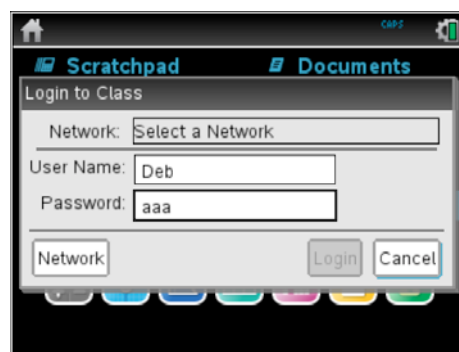 CAPS
Scratchpad Documents
Login to Class
Network: Select a Network
User Name: Deb
Password: aaa
Network Login Cancel